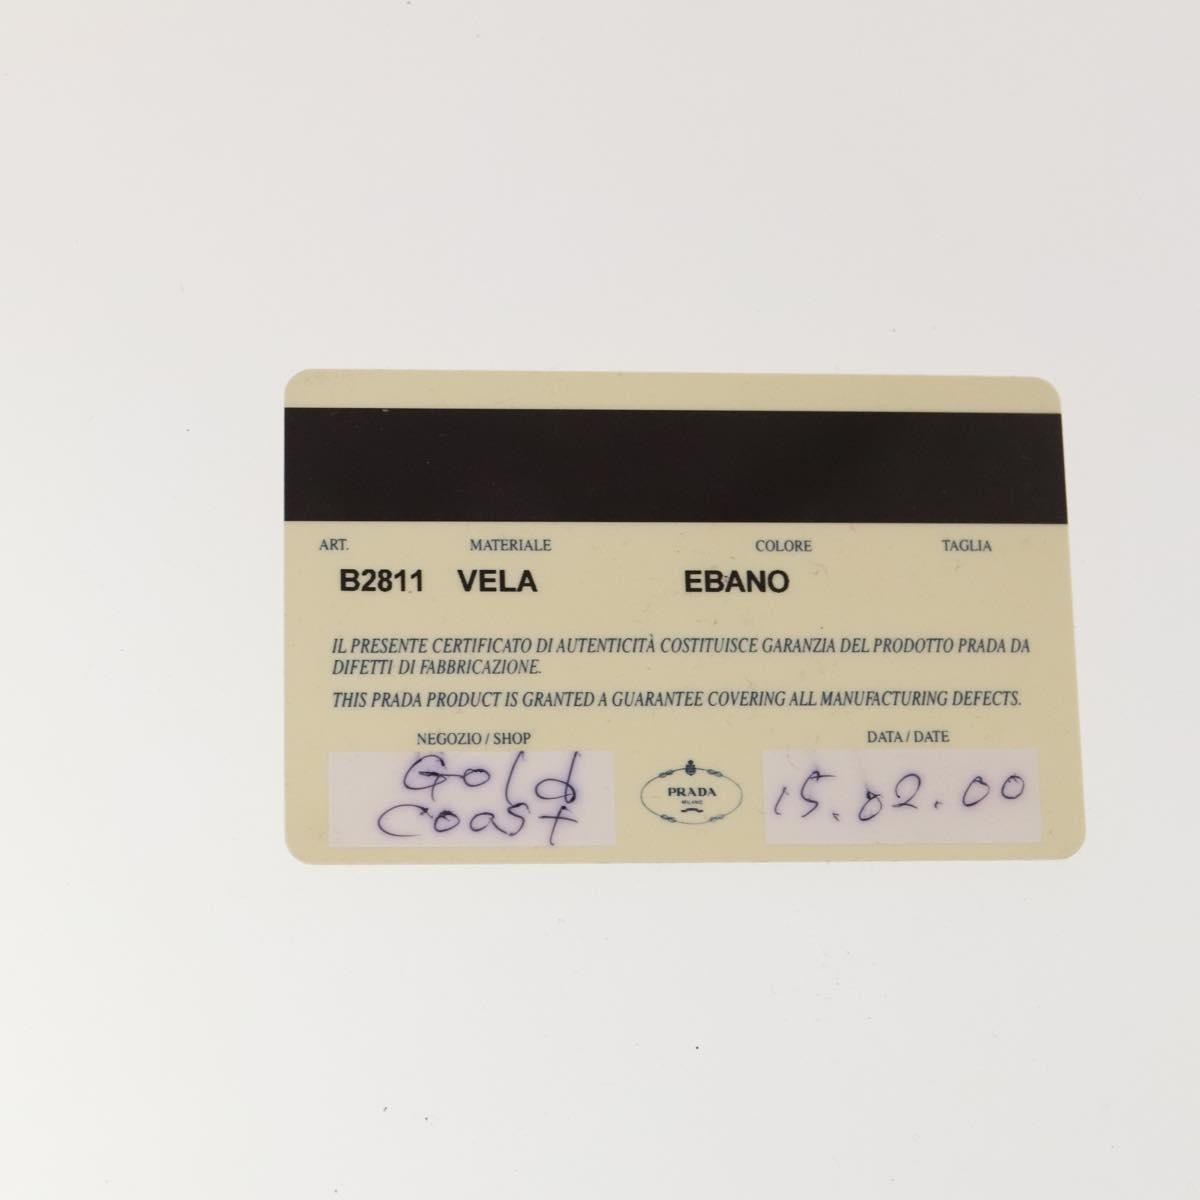 ART. MATERIALE COLORE TAGLIA
B2811 VELA EBANO
IL PRESENTE CERTIFICATO DI AUTENTICITÀ COSTITUISCE GARANZIA DEL PRODOTTO PRADA DA
DIFETTI DI FABBRICAZIONE.
THIS PRADA PRODUCT IS GRANTED A GUARANTEE COVERING ALL MANUFACTURING DEFECTS.
NEGOZIO / SHOP DATA / DATE
Gold
Coast
PRADA
MILANO
15.02.00